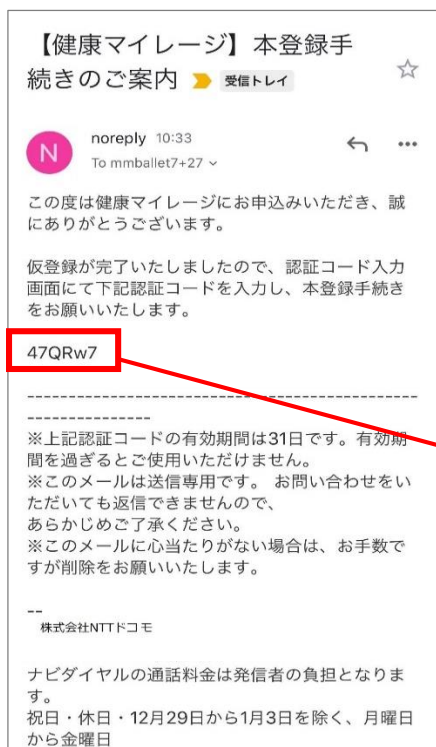 【健康マイレージ】本登録手
続きのご案内 受信トレイ
N
noreply 10:33
To mmballet7+27
この度は健康マイレージにお申込みいただき、誠
にありがとうございます。
仮登録が完了いたしましたので、認証コード入力
画面にて下記認証コードを入力し、本登録手続き
をお願いいたします。
47QRw7
------------------------------------------------
---------------
※上記認証コードの有効期間は31日です。有効期
間を過ぎるとご使用いただけません。
※このメールは送信専用です。 お問い合わせをい
ただいても返信できませんので、
あらかじめご了承ください。
※このメールに心当たりがない場合は、お手数で
すが削除をお願いいたします。
--
株式会社NTTドコモ
ナビダイヤルの通話料金は発信者の負担となりま
す。
祝日・休日・12月29日から1月3日を除く、月曜日
から金曜日